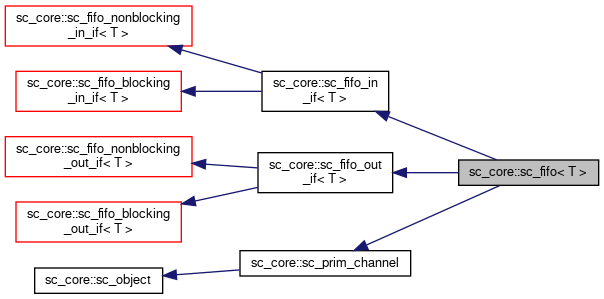 sc_core::sc_fifo_nonblocking
_in_if< T >
sc_core::sc_fifo_blocking
_in_if< T >
sc_core::sc_fifo_in
_if< T >
sc_core::sc_fifo_nonblocking
_out_if< T >
sc_core::sc_fifo_out
_if< T >
sc_core::sc_fifo< T >
sc_core::sc_fifo_blocking
_out_if< T >
sc_core::sc_prim_channel
sc_core::sc_object